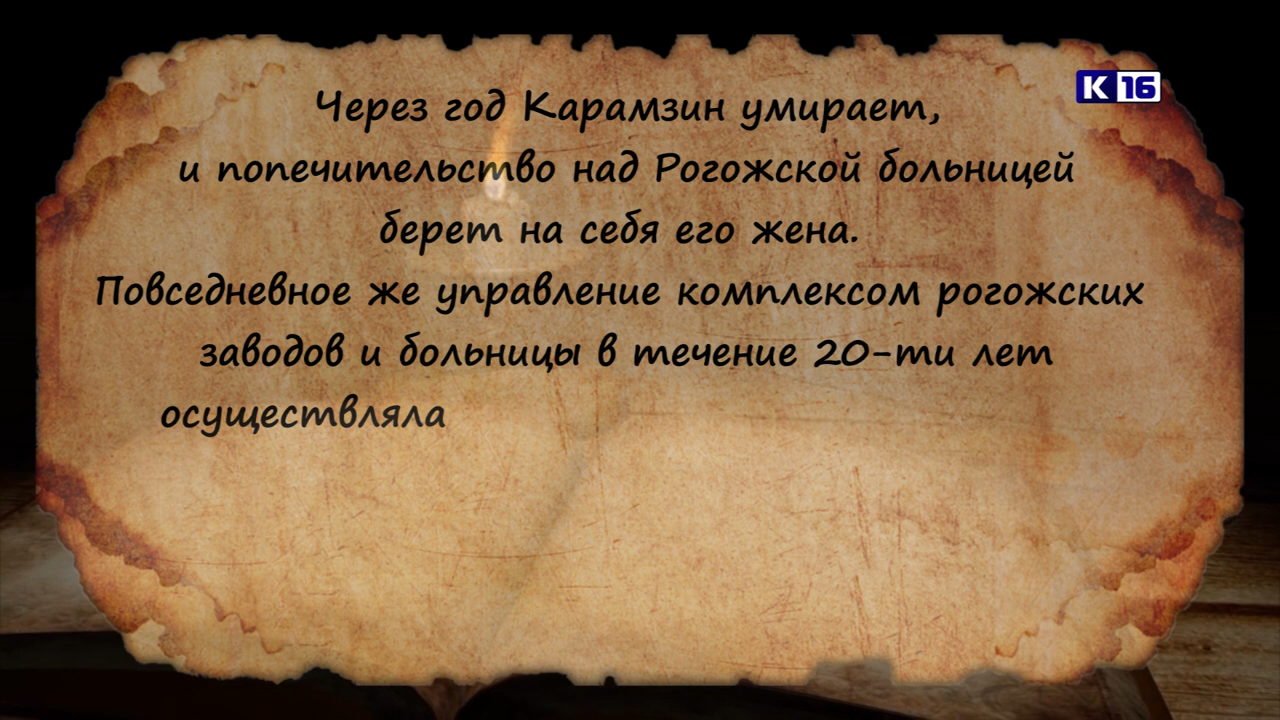 К 16
Через год Карамзин умирает,
и попечительство над Рогожской больницей
берет на себя его жена.
Повседневное же управление комплексом рогожских
заводов и больницы в течение 20-ти лет
осуществляла